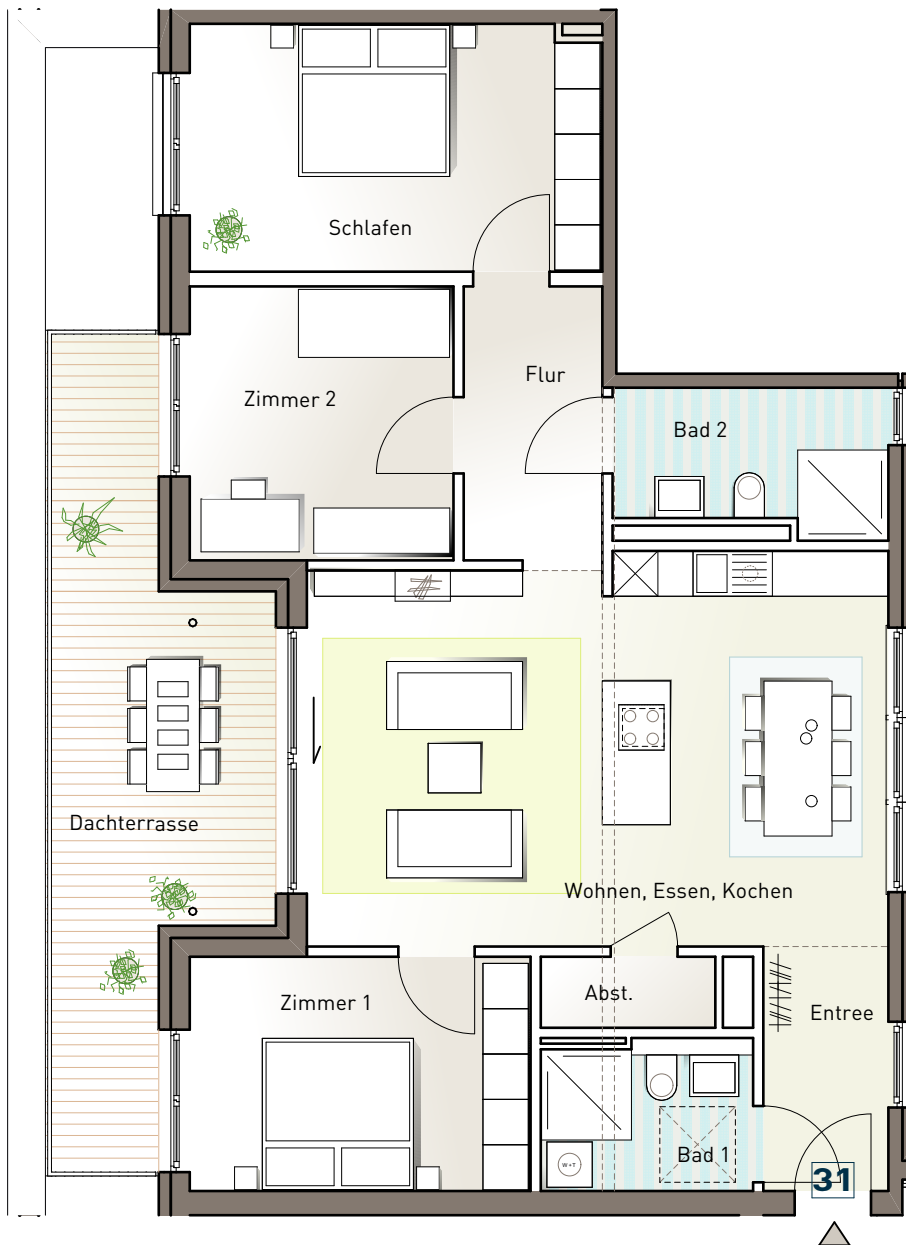 Schlafen
Zimmer 2
Flur
Bad 2
Dachterrasse
Wohnen, Essen, Kochen
Zimmer 1
Abst.
Entree
W+T
Bad 1
31